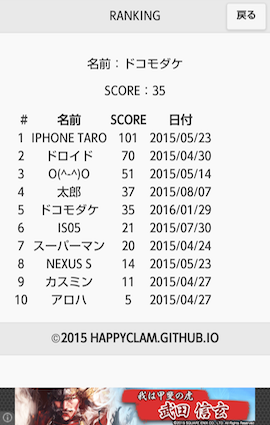 RANKING
戻る
名前：ドコモダケ
SCORE：35
# 名前 SCORE 日付
1 IPHONE TARO 101 2015/05/23
2 ドロイド 70 2015/04/30
3 O(^-^)O 51 2015/05/14
4 太郎 37 2015/08/07
5 ドコモダケ 35 2016/01/29
6 IS05 21 2015/07/30
7 スーパーマン 20 2015/04/24
8 NEXUS S 14 2015/05/23
9 カスミン 11 2015/04/27
10 アロハ 5 2015/04/27
©2015 HAPPYCLAM.GITHUB.IO
我は甲斐の虎
武田 信玄